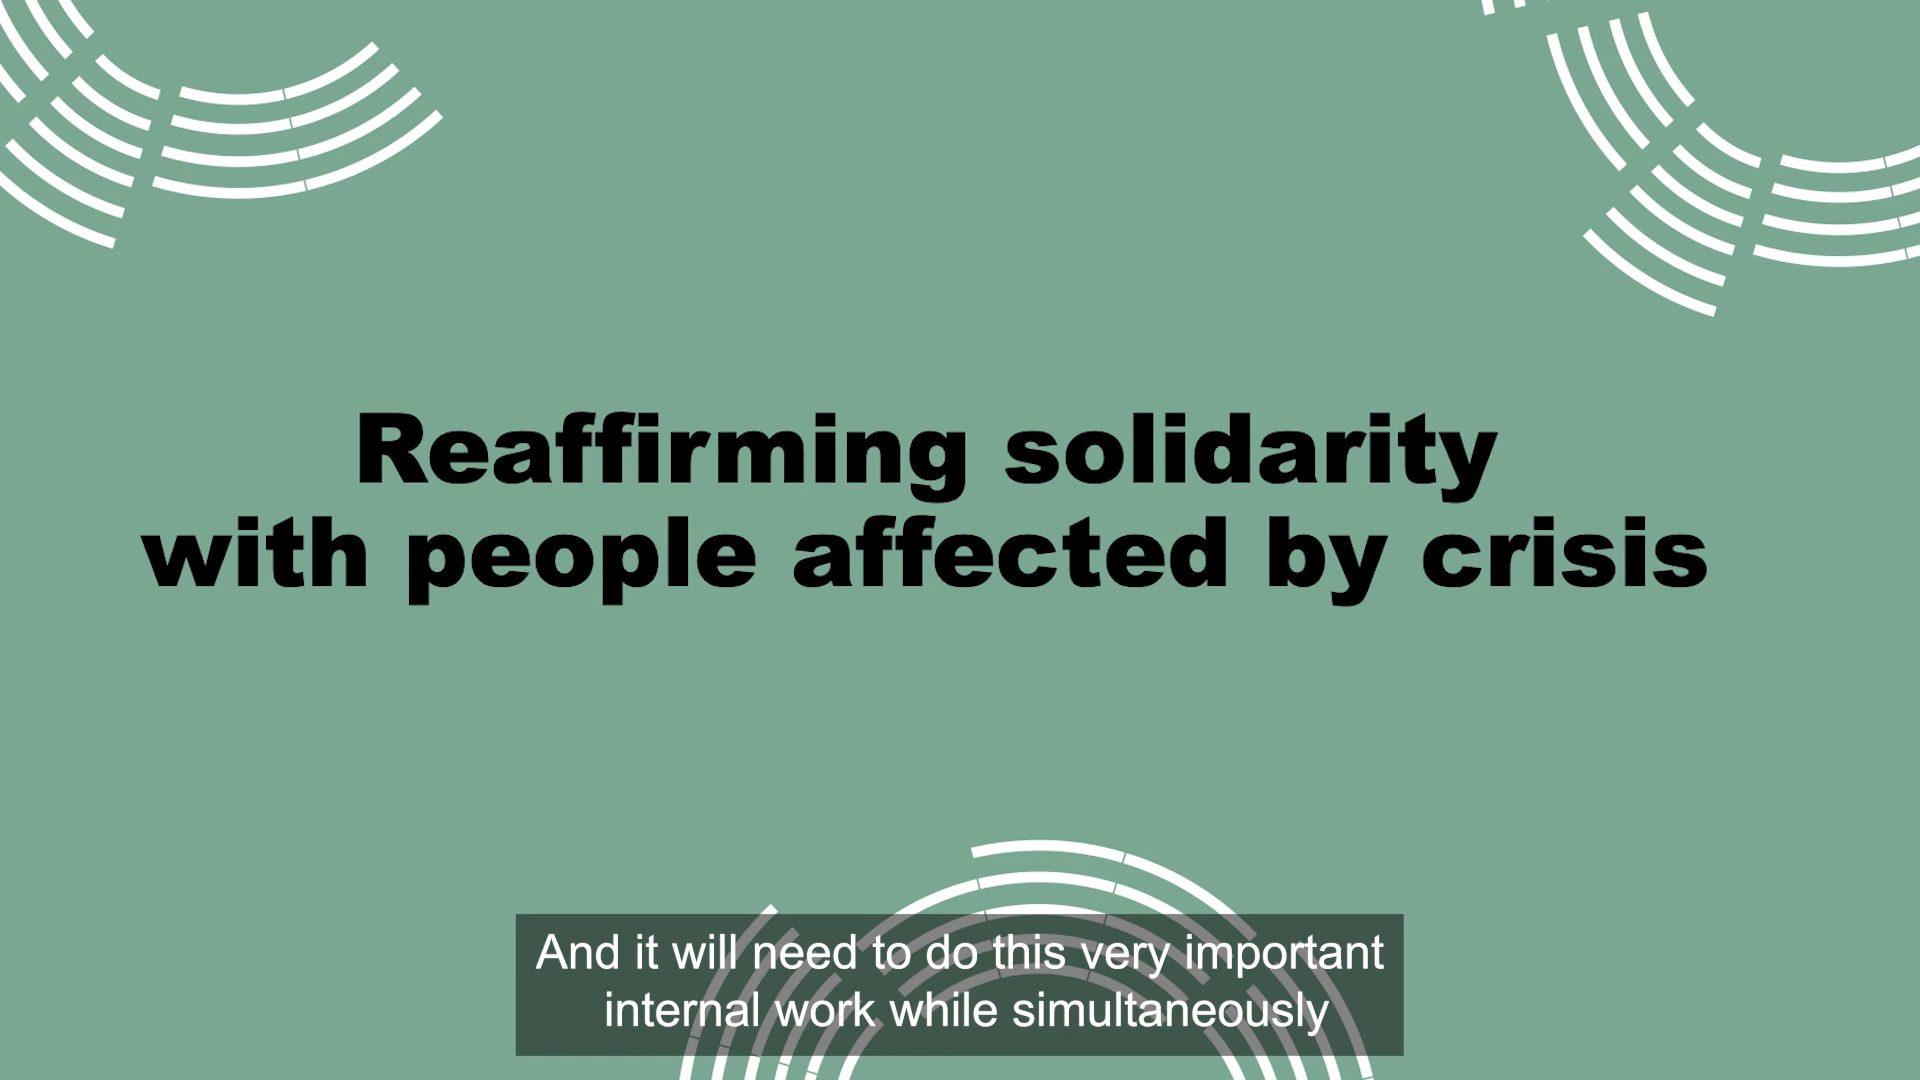 Reaffirming solidarity
with people affected by crisis
And it will need to do this very important
internal work while simultaneously